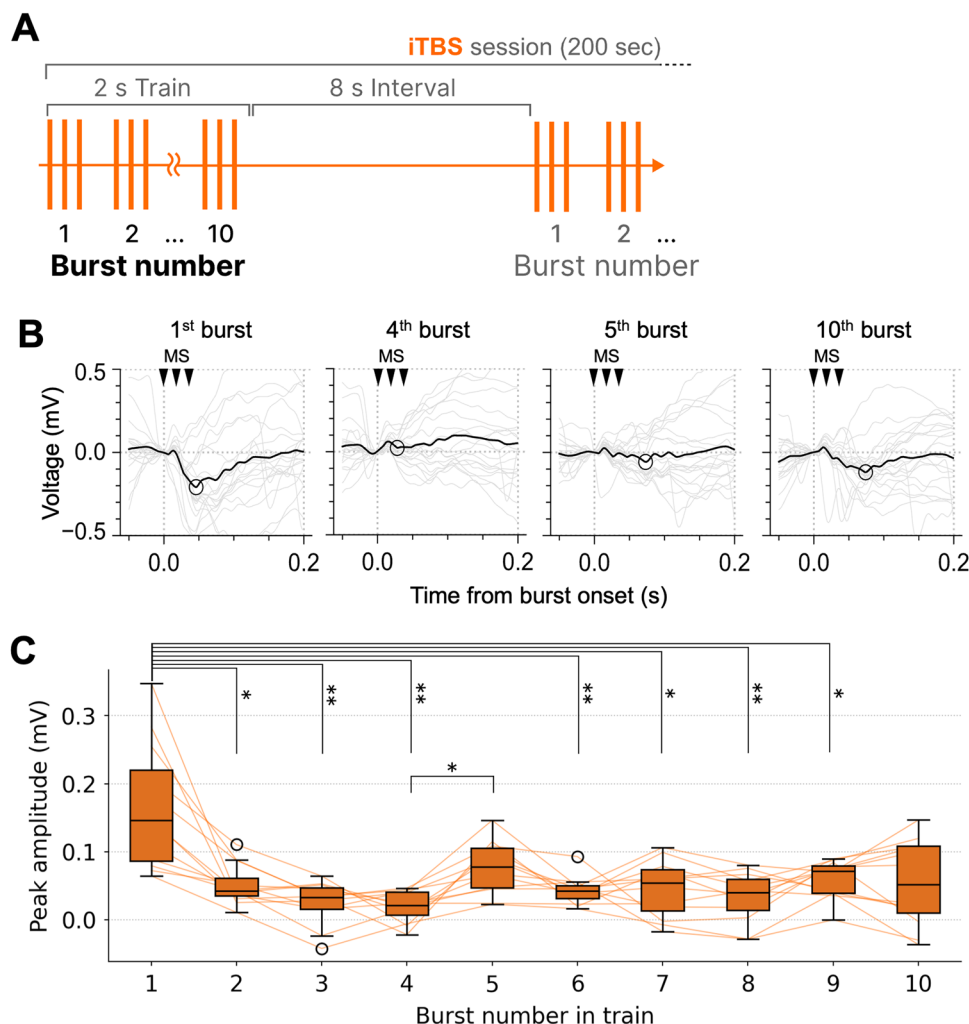 A
iTBS session (200 sec)
2 s Train 8 s Interval
1 2 ... 10 1 2 ...
Burst number Burst number
B
1st burst 4th burst 5th burst 10th burst
MS MS MS MS
Voltage (mV)
0.5
0.0
−0.5
0.0 0.2 0.0 0.2 0.0 0.2 0.0 0.2
Time from burst onset (s)
C
Peak amplitude (mV)
* ** ** ** * ** *
*
0.3
0.2
0.1
0.0
1 2 3 4 5 6 7 8 9 10
Burst number in train